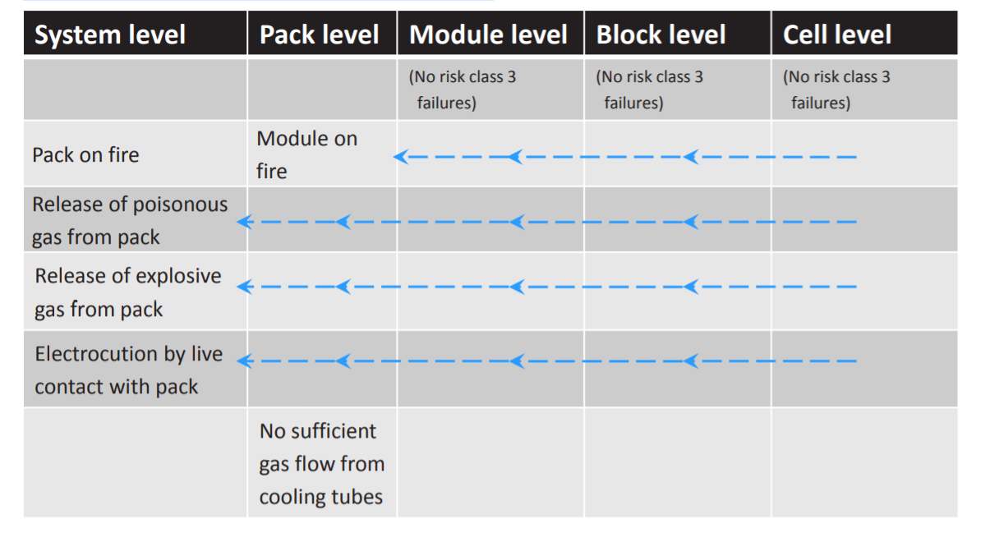 System level
Pack level
Module level
Block level
Cell level
(No risk class 3
failures)
(No risk class 3
failures)
(No risk class 3
failures)
Pack on fire
Module on
fire
Release of poisonous
gas from pack
Release of explosive
gas from pack
Electrocution by live
contact with pack
No sufficient
gas flow from
cooling tubes